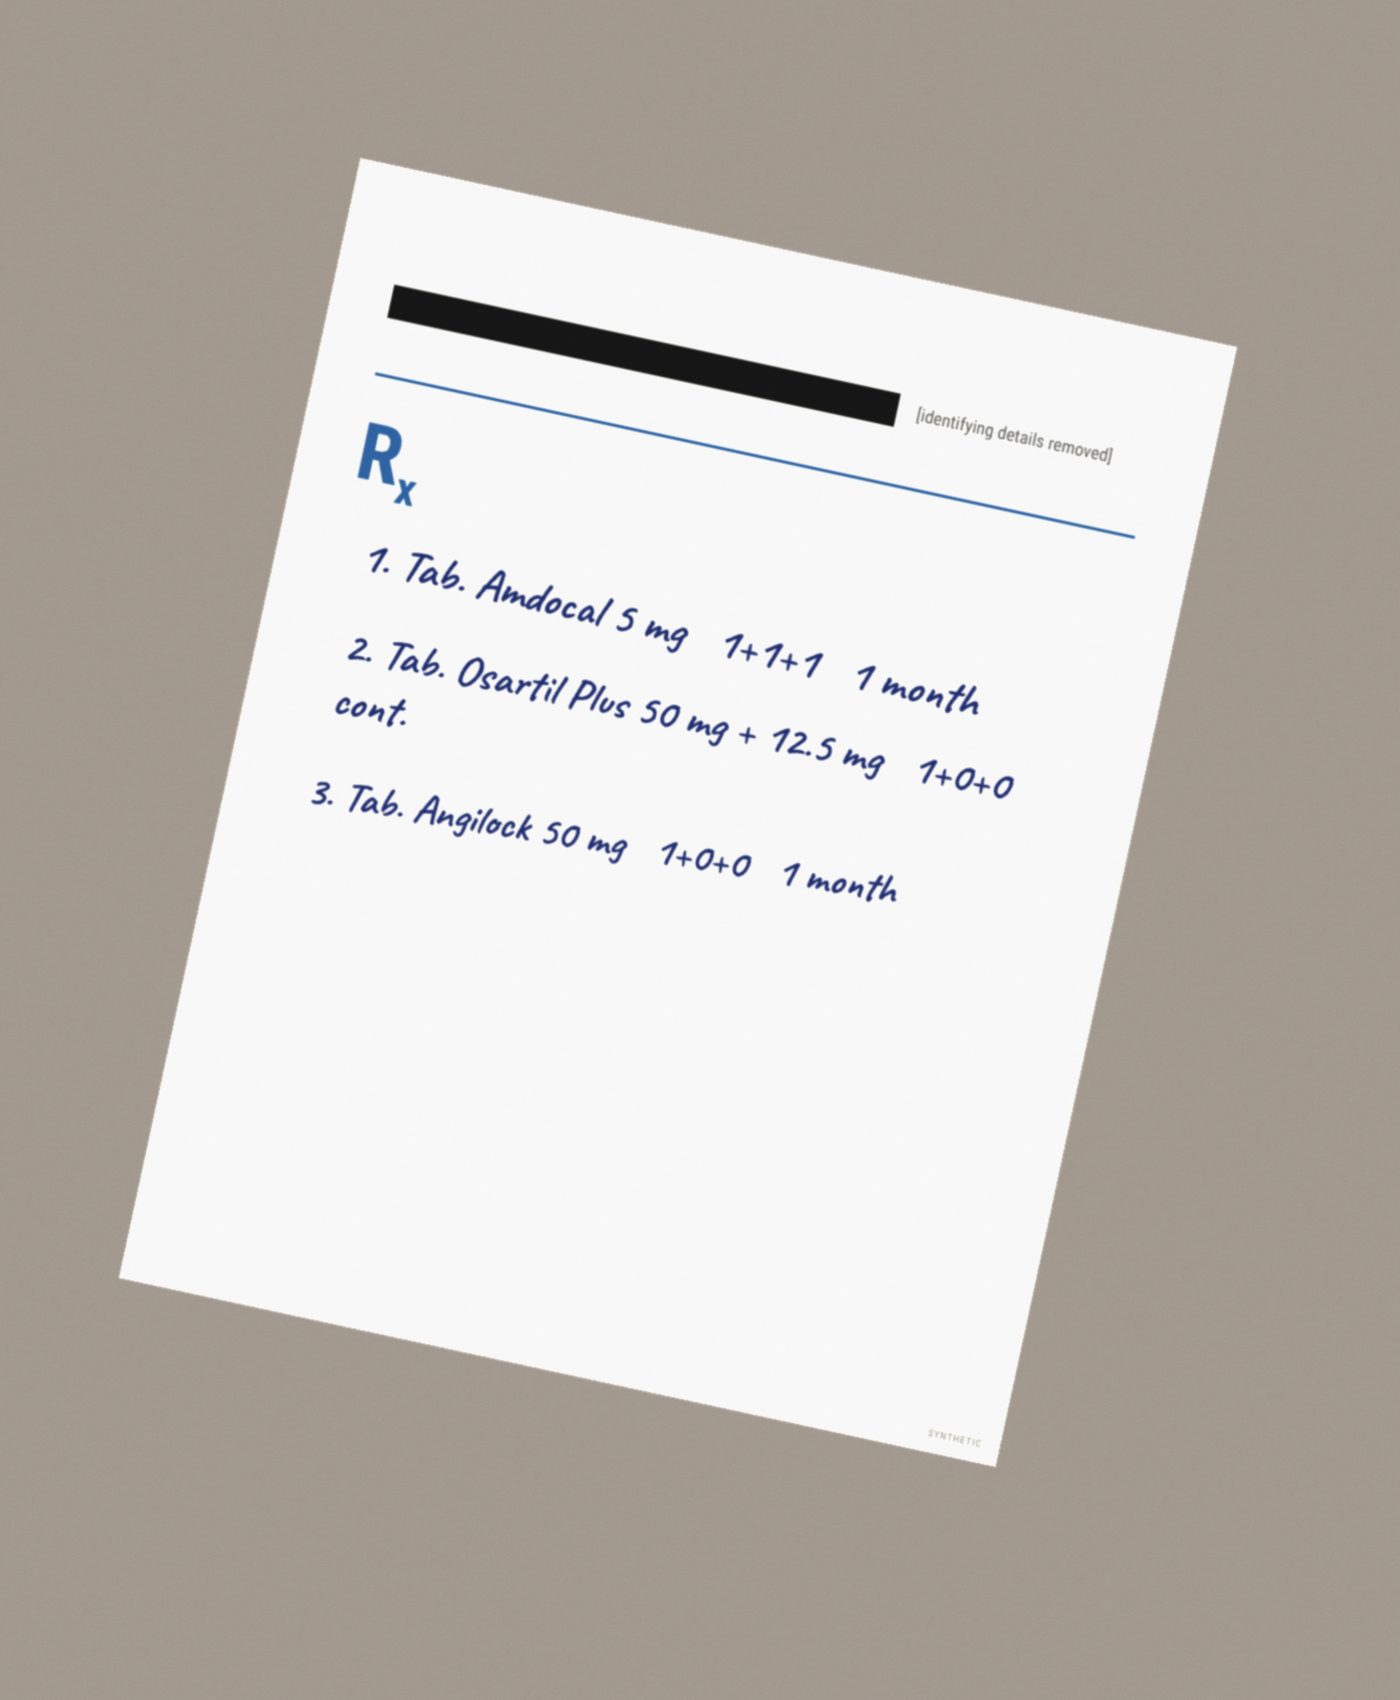 [identifying details removed]
Rx
1. Tab. Amdocal 5 mg 1+1+1 1 month
2. Tab. Osartil Plus 50 mg + 12.5 mg 1+0+0
cont.
3. Tab. Angilock 50 mg 1+0+0 1 month
SYNTHETIC